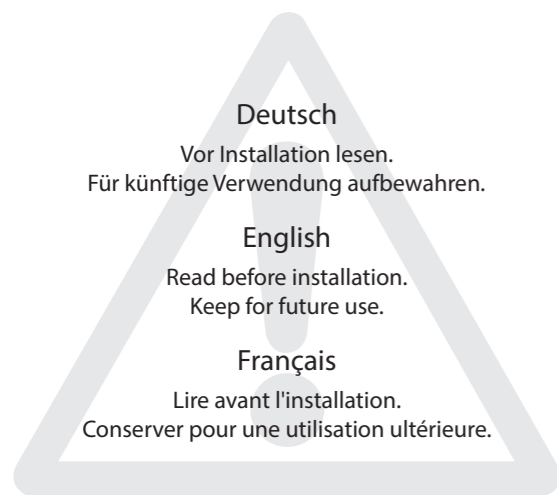 Deutsch
Vor Installation lesen.
Für künftige Verwendung aufbewahren.
English
Read before installation.
Keep for future use.
Français
Lire avant l'installation.
Conserver pour une utilisation ultérieure.